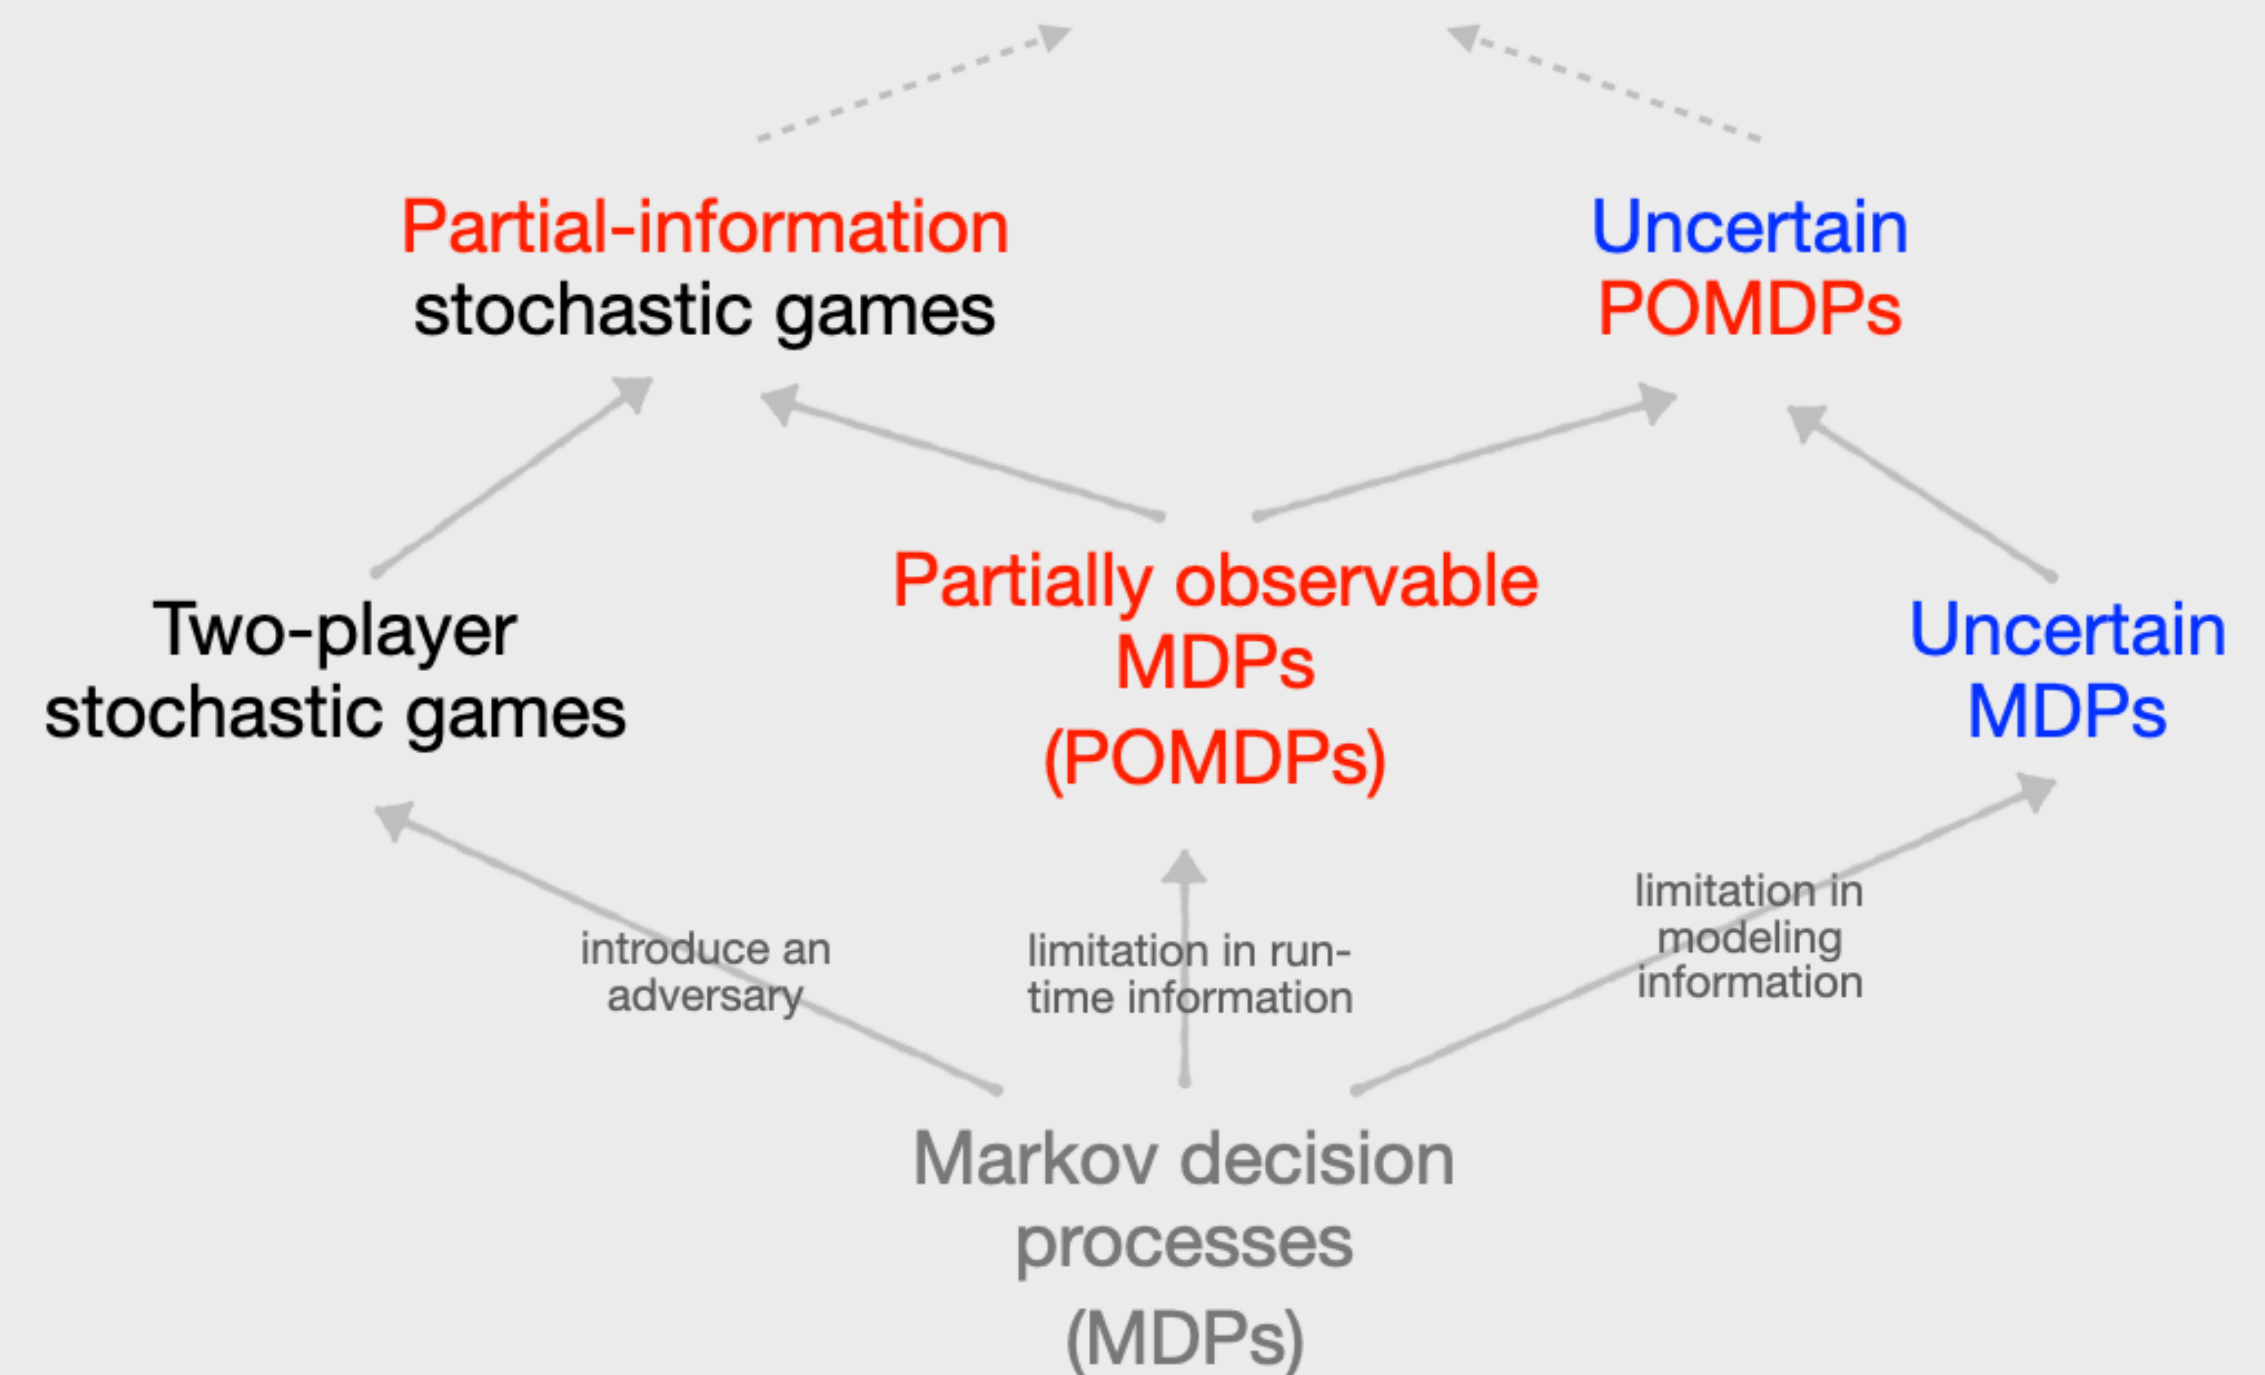 Partial-information
stochastic games
Uncertain
POMDPs
Two-player
stochastic games
Partially observable
MDPs
(POMDPs)
Uncertain
MDPs
introduce an
adversary
limitation in run-
time information
limitation in
modeling
information
Markov decision
processes
(MDPs)